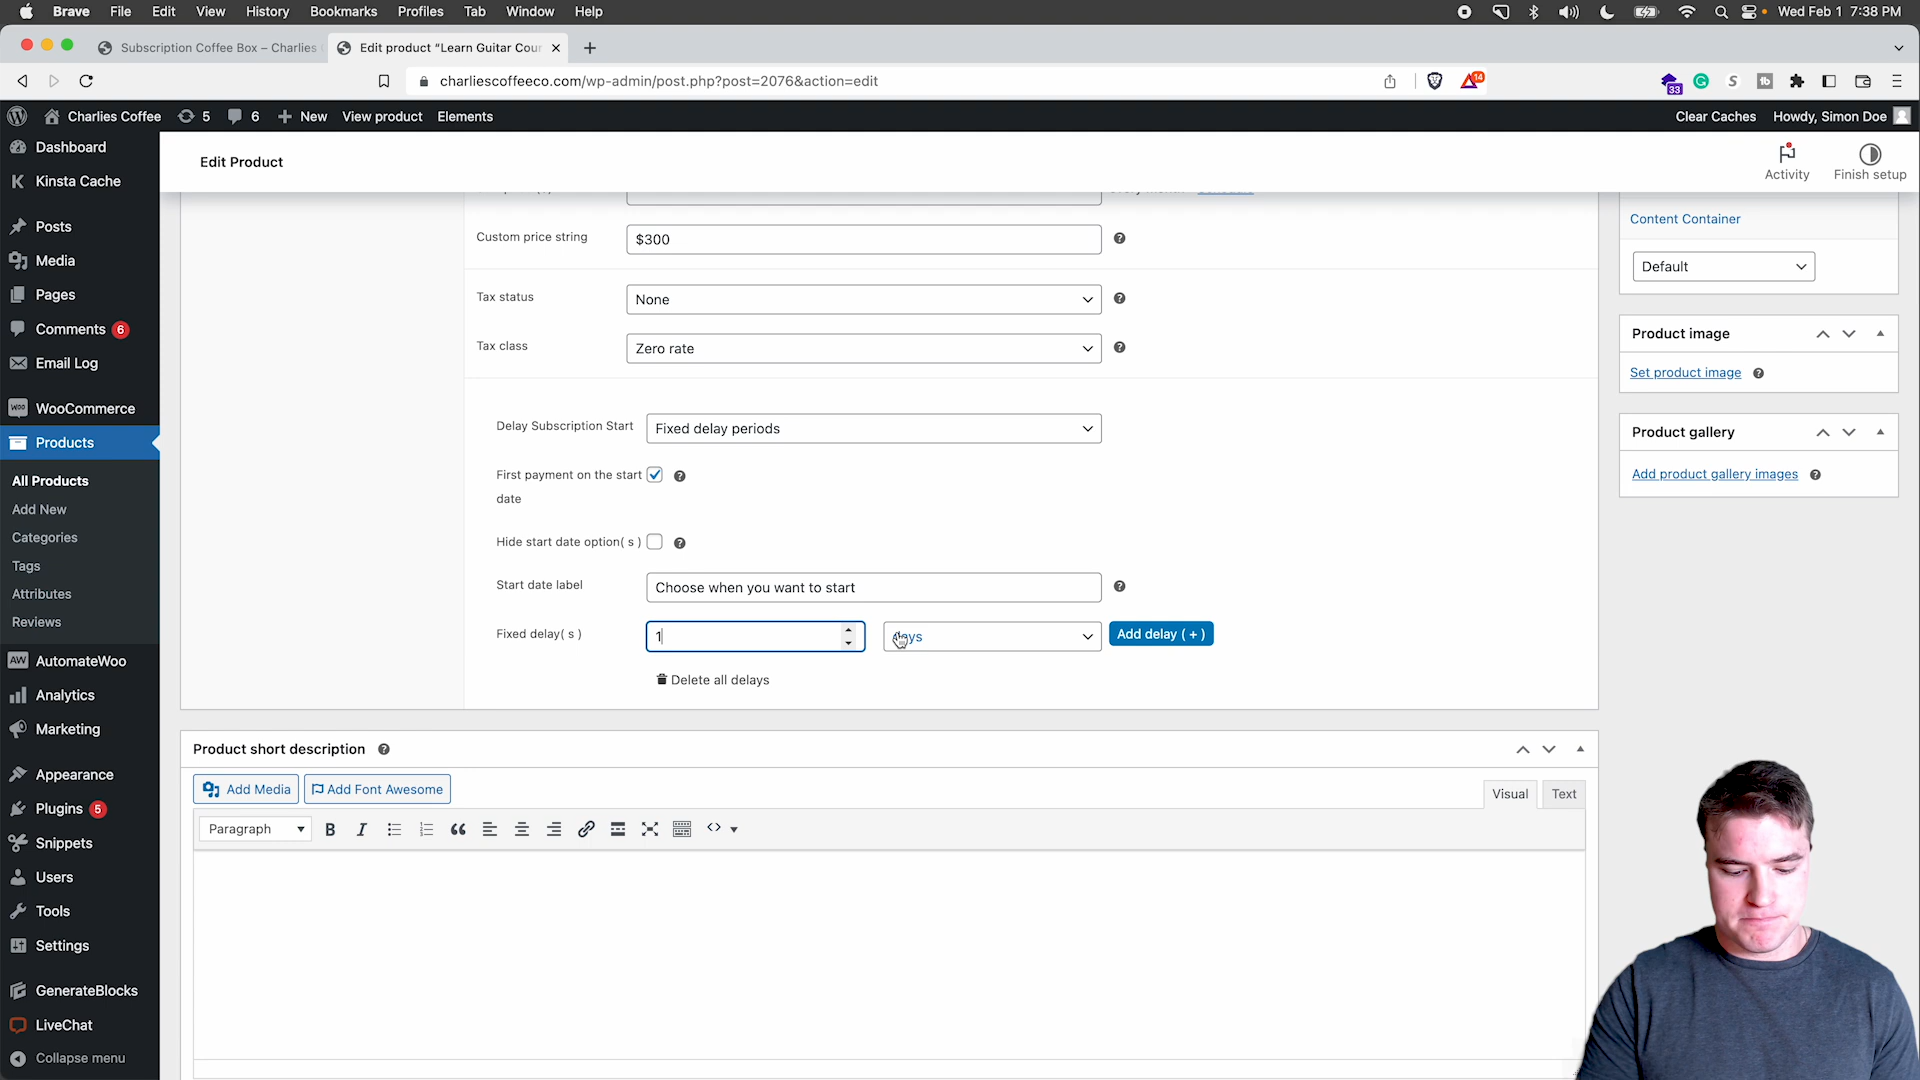 Brave File Edit View History Bookmarks Profiles Tab Window Help
Wed Feb 1 7:38 PM
Subscription Coffee Box – Charlies
Edit product “Learn Guitar Cour
charliescoffeeco.com/wp-admin/post.php?post=2076&action=edit
14
33
Charlies Coffee 5 6 New View product Elements
Clear Caches Howdy, Simon Doe
Dashboard
Kinsta Cache
Posts
Media
Pages
Comments 6
Email Log
WooCommerce
Products
All Products
Add New
Categories
Tags
Attributes
Reviews
AutomateWoo
Analytics
Marketing
Appearance
Plugins 5
Snippets
Users
Tools
Settings
GenerateBlocks
LiveChat
Collapse menu
Edit Product
Activity
Finish setup
Custom price string $300
Tax status None
Tax class Zero rate
Delay Subscription Start Fixed delay periods
First payment on the start
date
Hide start date option( s )
Start date label Choose when you want to start
Fixed delay( s ) 1 days Add delay ( + )
Delete all delays
Content Container
Default
Product image
Set product image
Product gallery
Add product gallery images
Product short description
Add Media Add Font Awesome
Visual Text
Paragraph